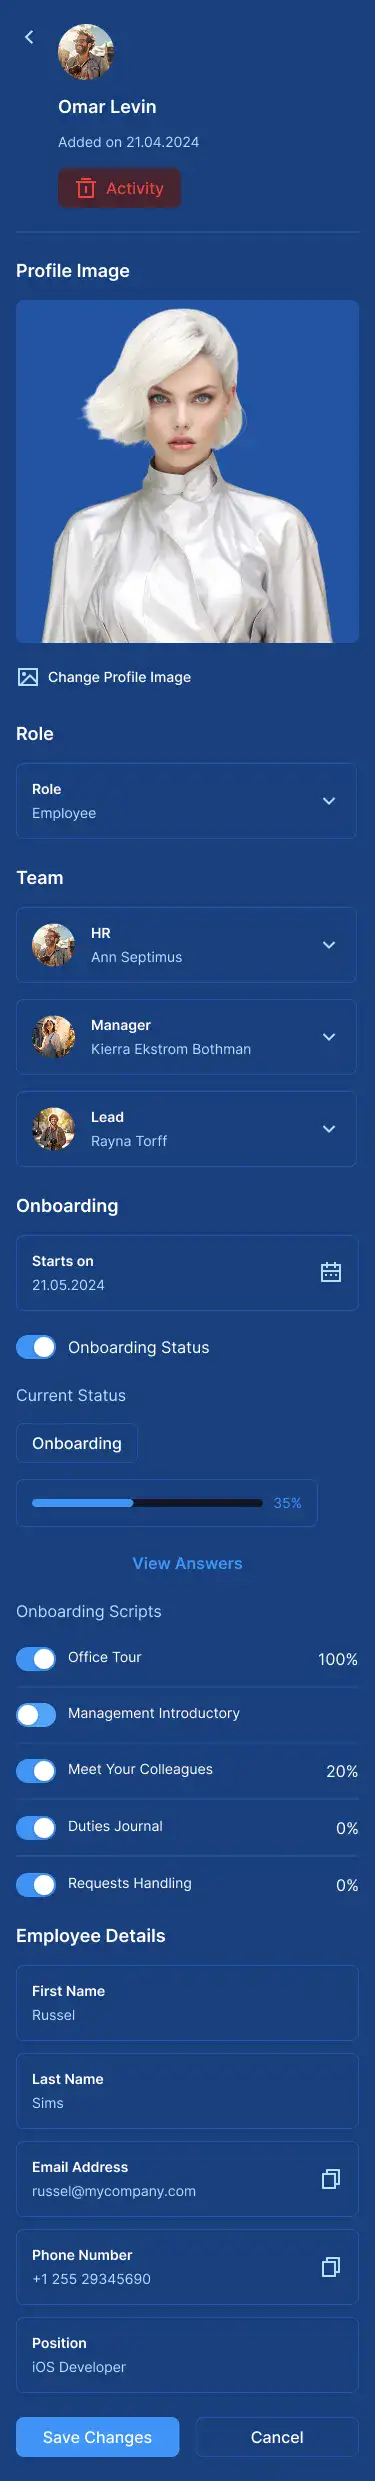 Omar Levin
Added on 21.04.2024
Activity
Profile Image
Change Profile Image
Role
Role
Employee
Team
HR
Ann Septimus
Manager
Kierra Ekstrom Bothman
Lead
Rayna Torff
Onboarding
Starts on
21.05.2024
Onboarding Status
Current Status
Onboarding
35%
View Answers
Onboarding Scripts
Office Tour 100%
Management Introductory
Meet Your Colleagues 20%
Duties Journal 0%
Requests Handling 0%
Employee Details
First Name
Russel
Last Name
Sims
Email Address
russel@mycompany.com
Phone Number
+1 255 29345690
Position
iOS Developer
Save Changes Cancel